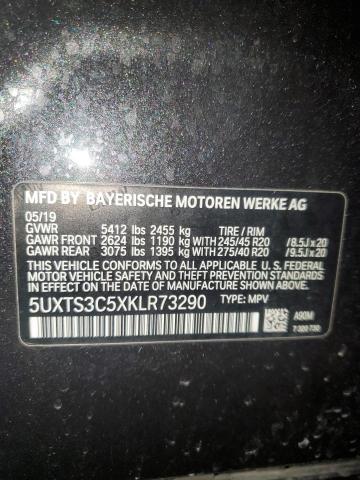 MFD BY BAYERISCHE MOTOREN WERKE AG
05/19
GVWR 5412 lbs 2455 kg TIRE / RIM
GAWR FRONT 2624 lbs 1190 kg WITH 245/45 R20 /8.5J x 20
GAWR REAR 3075 lbs 1395 kg WITH 275/40 R20 /9.5J x 20
THIS VEHICLE CONFORMS TO ALL APPLICABLE U.S. FEDERAL
MOTOR VEHICLE SAFETY STANDARDS IN EFFECT ON THE
DATE OF MANUFACTURE SHOWN ABOVE.
5UXTS3C5XKLR73290 TYPE: MPV
A90M
7 320 730